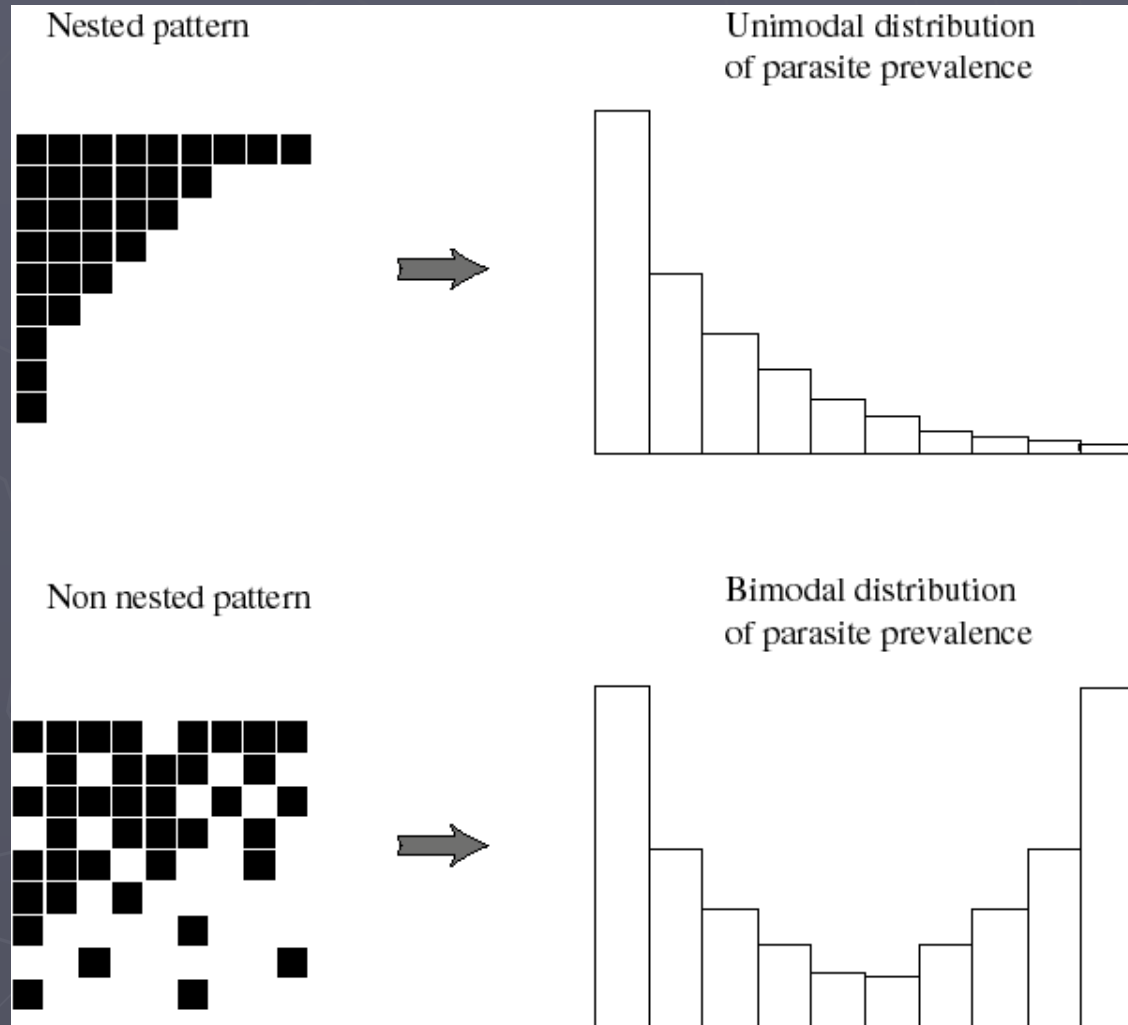 Nested pattern
Unimodal distribution
of parasite prevalence
Non nested pattern
Bimodal distribution
of parasite prevalence